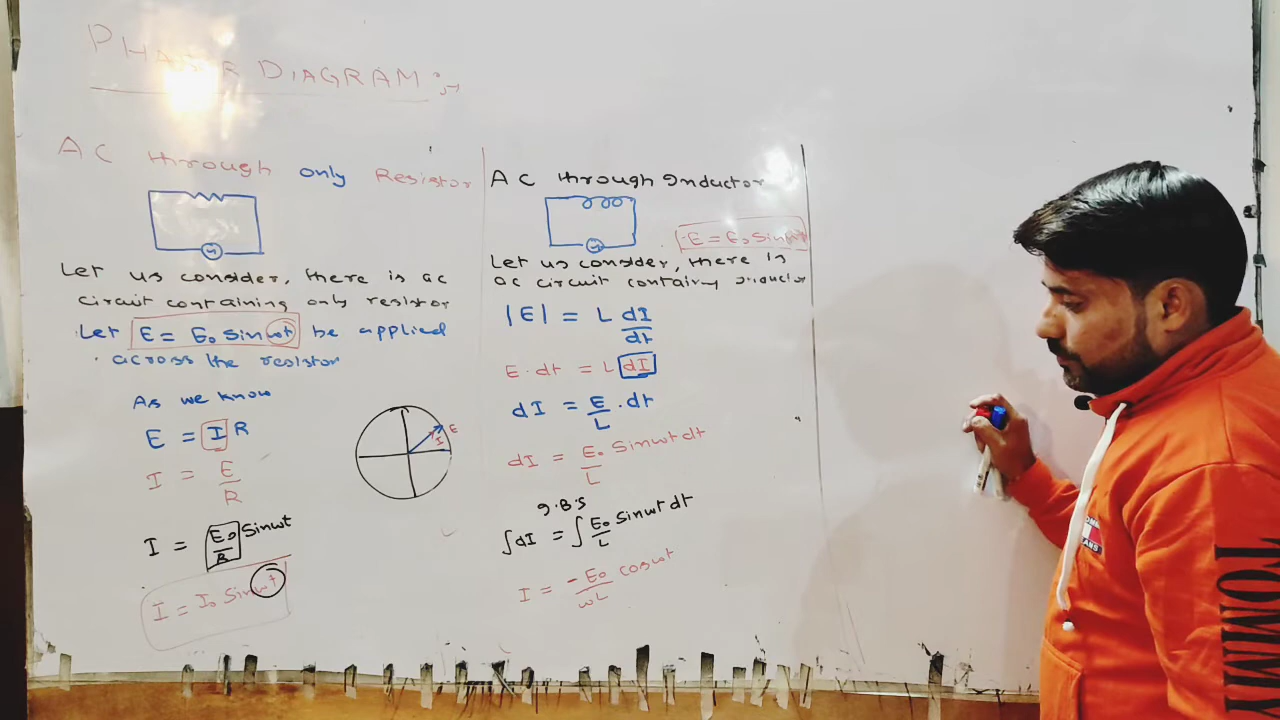 PHASOR DIAGRAM :-
AC through only Resistor
Let us consider, there is ac
circuit containing only resistor
Let E = E₀ sinωt be applied
across the resistor
As we know
E = IR
I = E/R
I = E₀/R sinωt
I = I₀ sinωt
E
I
AC through Inductor
E = E₀ sinωt
Let us consider, there is
ac circuit containing inductor
|E| = L dI/dt
E·dt = L dI
dI = E/L · dt
dI = E₀/L sinωt dt
I.B.S
∫dI = ∫ E₀/L sinωt dt
I = -E₀/ωL cosωt
TOMMY